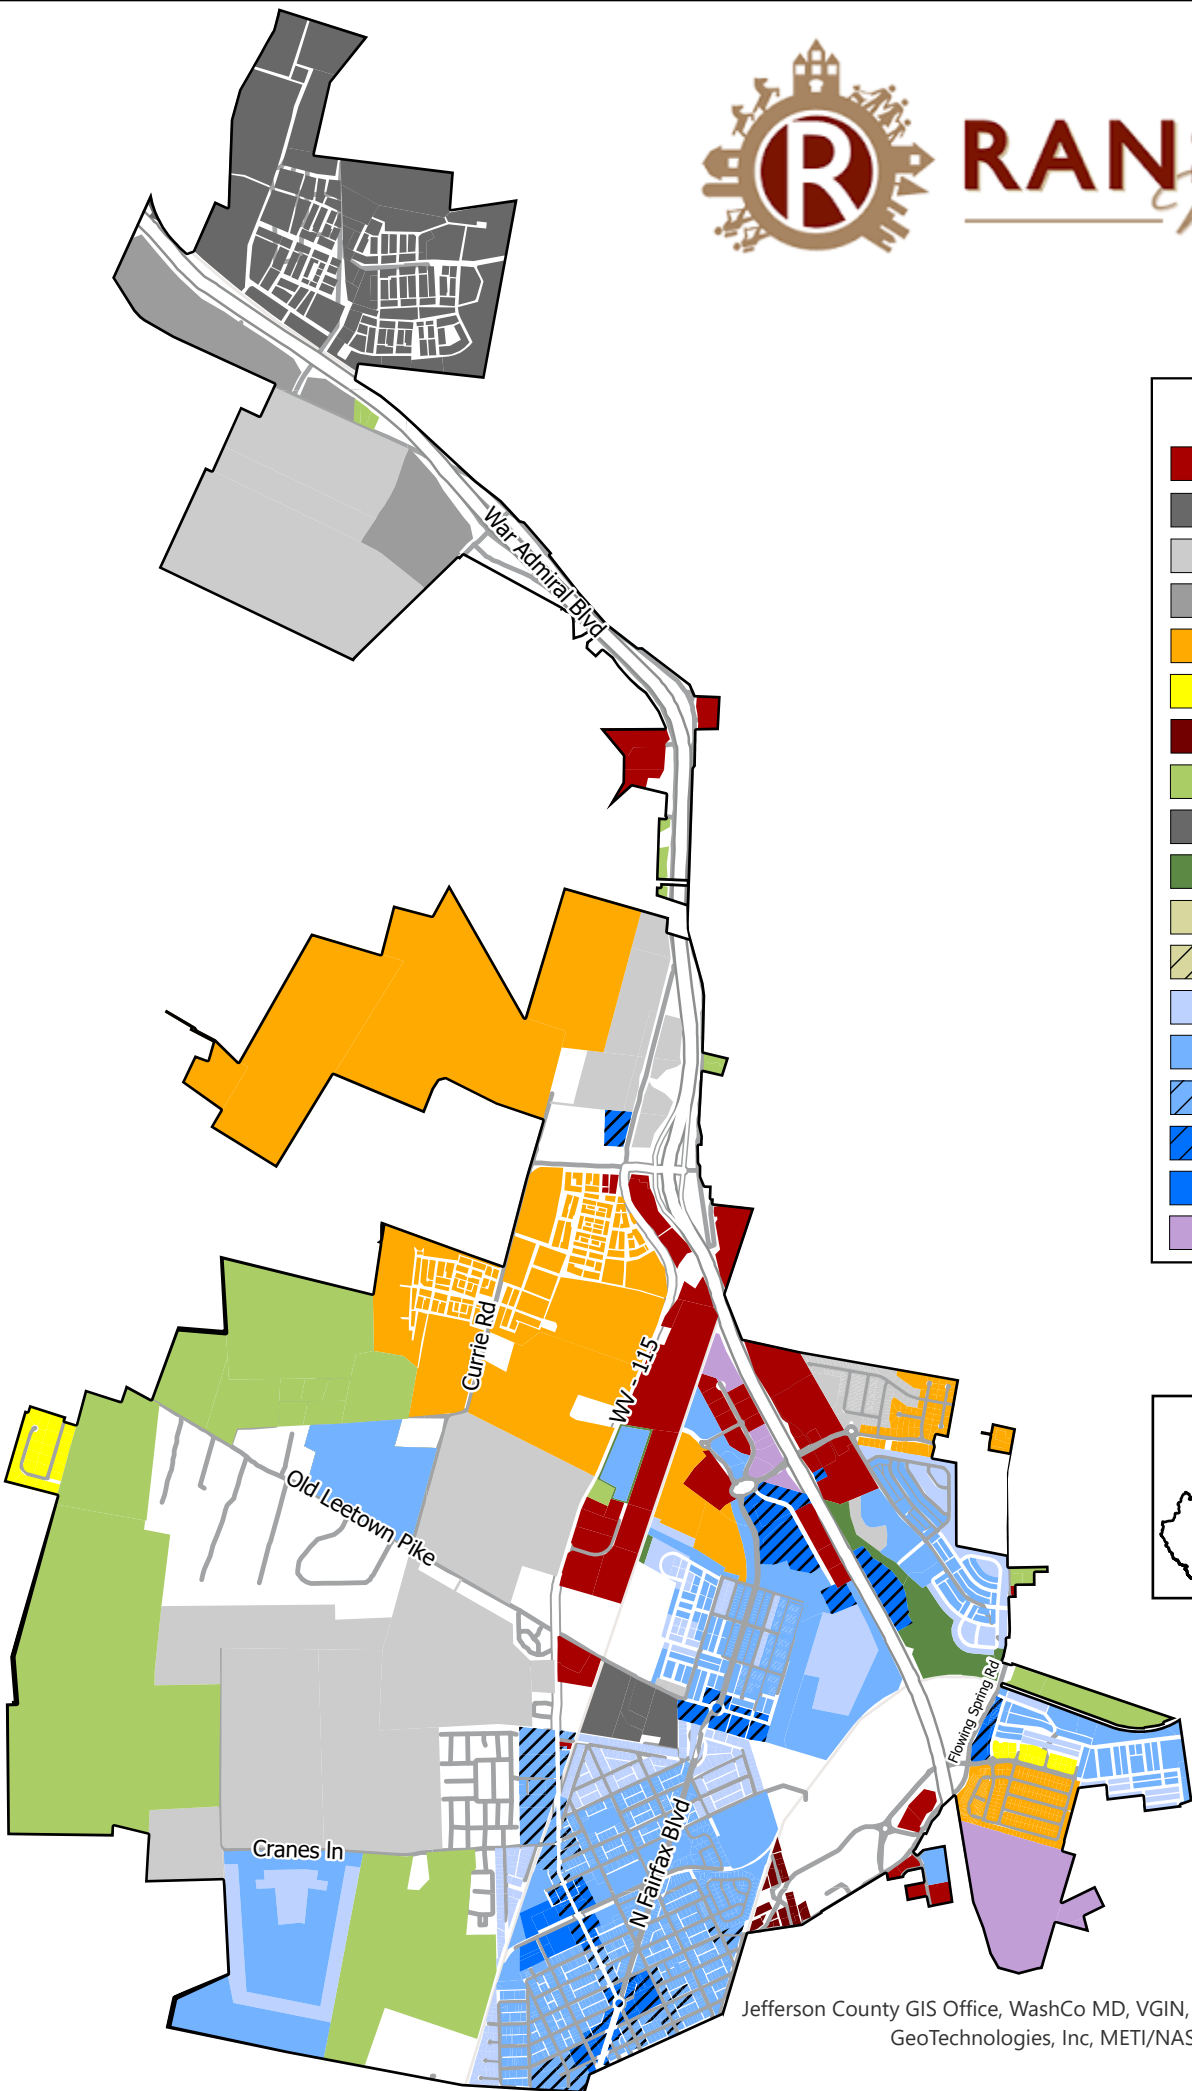 R
RAN
War Admiral Blvd
Currie Rd
WV - 115
Old Leetown Pike
Flowing Spring Rd
N Fairfax Blvd
Cranes ln
Jefferson County GIS Office, WashCo MD, VGIN,
GeoTechnologies, Inc, METI/NAS